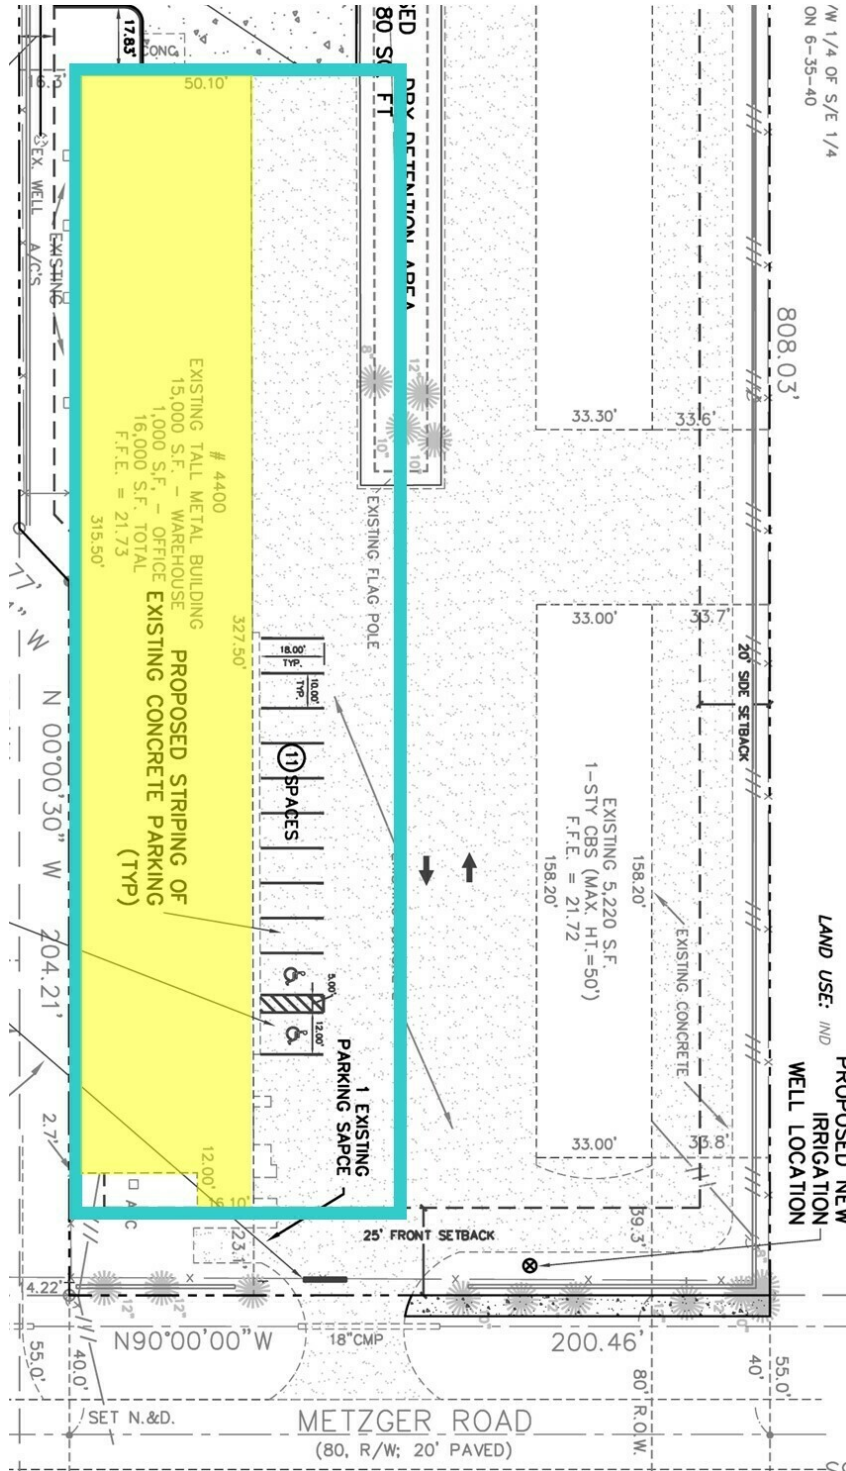 17.83'
CONC.
16.3'
50.10'
80 SQ. FT
DRY DETENTION AREA
/W 1/4 OF S/E 1/4
ON 6-35-40
EX. WELL
A/C'S
EXISTING
808.03'
8"
12"
10"
10"
33.30'
33.6'
# 4400
EXISTING TALL METAL BUILDING
15,000 S.F. – WAREHOUSE
1,000 S.F. – OFFICE
16,000 S.F. TOTAL
F.F.E. = 21.73
315.50'
327.50'
EXISTING FLAG POLE
33.00'
33.7'
20' SIDE SETBACK
18.00'
TYP.
10.00'
TYP.
PROPOSED STRIPING OF
EXISTING CONCRETE PARKING
(TYP)
11 SPACES
77'
" W
N 00°00'30" W
204.21'
EXISTING 5,220 S.F.
1-STY CBS (MAX. HT.=50')
F.F.E. = 21.72
158.20'
158.20'
EXISTING CONCRETE
LAND USE: IND
PROPOSED NEW
IRRIGATION
WELL LOCATION
5.00'
12.00'
1 EXISTING
PARKING SAPCE
2.7'
12.00'
A/C
33.00'
33.8'
23.1'
25' FRONT SETBACK
39.3'
4.22'
12"
12"
N90°00'00"W
18"CMP
200.46'
55.0'
40.0'
40'
55.0'
80' R.O.W.
SET N.&D.
METZGER ROAD
(80, R/W; 20' PAVED)